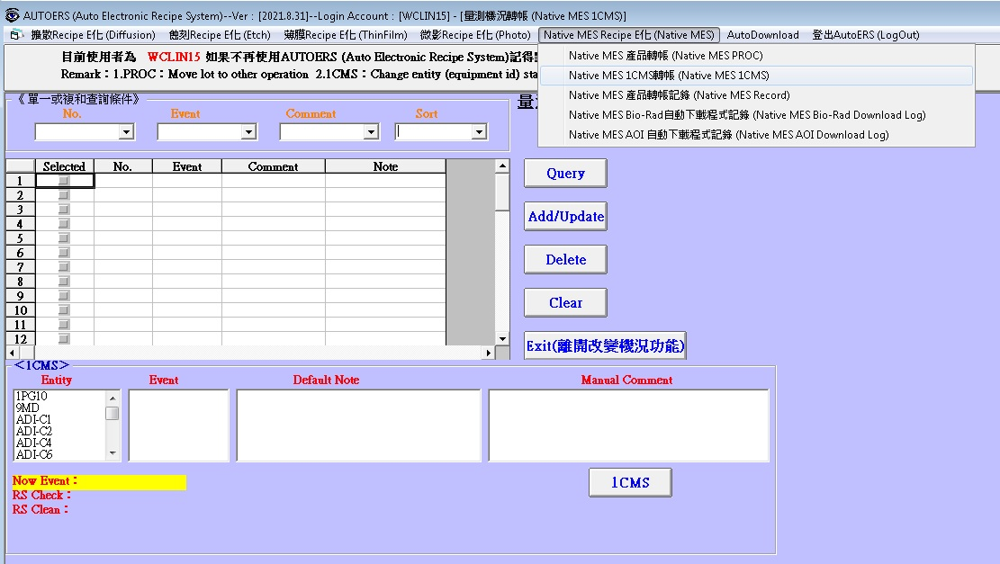 AUTOERS (Auto Electronic Recipe System)--Ver : [2021.8.31]--Login Account : [WCLIN15] - [量測機況轉帳 (Native MES 1CMS)]
擴散Recipe E化 (Diffusion) 蝕刻Recipe E化 (Etch) 薄膜Recipe E化 (ThinFilm) 微影Recipe E化 (Photo) Native MES Recipe E化 (Native MES) AutoDownload 登出AutoERS (LogOut)
目前使用者為 WCLIN15 如果不再使用AUTOERS (Auto Electronic Recipe System)記得
Remark：1.PROC：Move lot to other operation 2.1CMS：Change entity (equipment id) sta
Native MES 產品轉帳 (Native MES PROC)
Native MES 1CMS轉帳 (Native MES 1CMS)
Native MES 產品轉帳記錄 (Native MES Record)
Native MES Bio-Rad自動下載程式記錄 (Native MES Bio-Rad Download Log)
Native MES AOI 自動下載程式記錄 (Native MES AOI Download Log)
《 單一或複和查詢條件》
量
No. Event Comment Sort
Selected No. Event Comment Note
1
2
3
4
5
6
7
8
9
10
11
12
Query
Add/Update
Delete
Clear
Exit(離開改變機況功能)
<1CMS>
Entity Event Default Note Manual Comment
1PG10
9MD
ADI-C1
ADI-C2
ADI-C4
ADI-C6
Now Event：
RS Check：
RS Clean：
1CMS